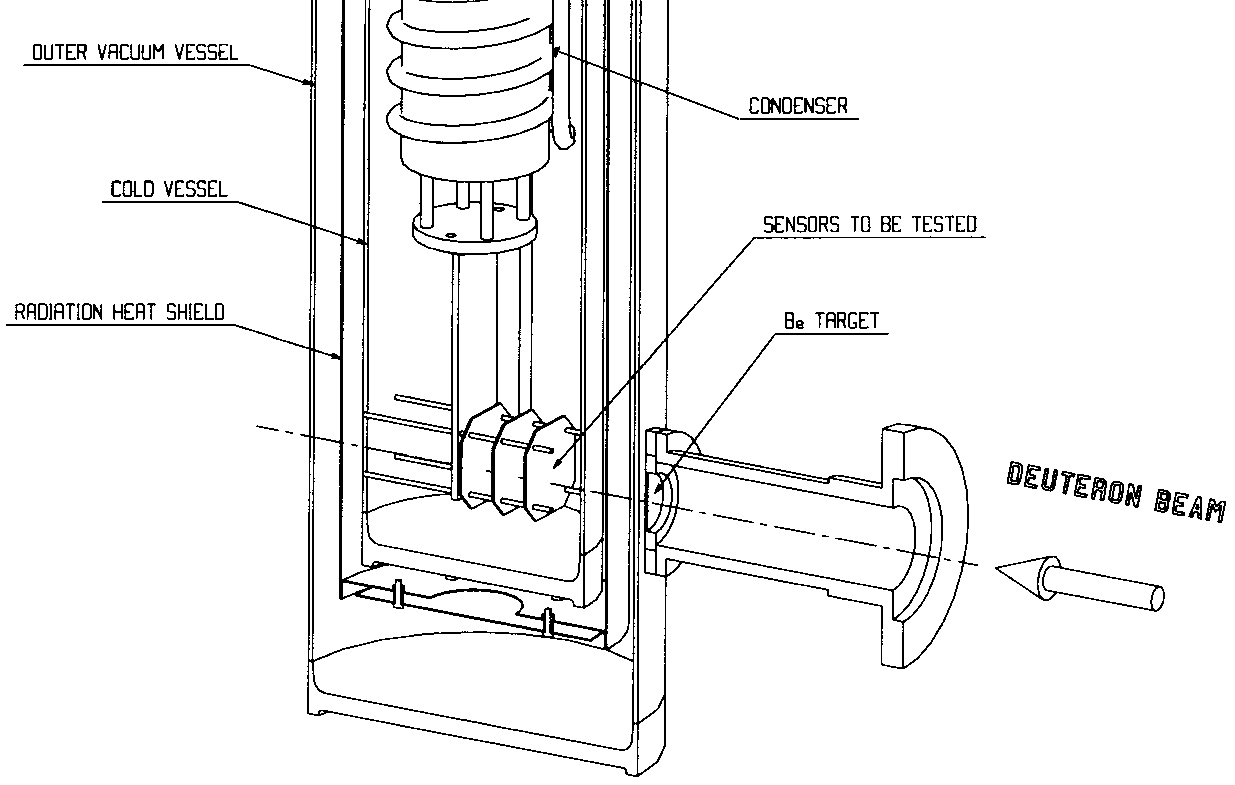 OUTER VACUUM VESSEL
CONDENSER
COLD VESSEL
SENSORS TO BE TESTED
RADIATION HEAT SHIELD
Be TARGET
DEUTERON BEAM